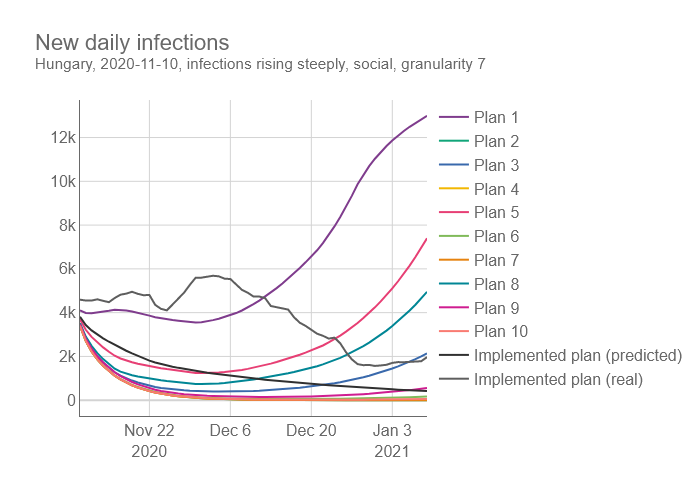 New daily infections
Hungary, 2020-11-10, infections rising steeply, social, granularity 7
12k
10k
8k
6k
4k
2k
0
Nov 22
2020
Dec 6
Dec 20
Jan 3
2021
Plan 1
Plan 2
Plan 3
Plan 4
Plan 5
Plan 6
Plan 7
Plan 8
Plan 9
Plan 10
Implemented plan (predicted)
Implemented plan (real)